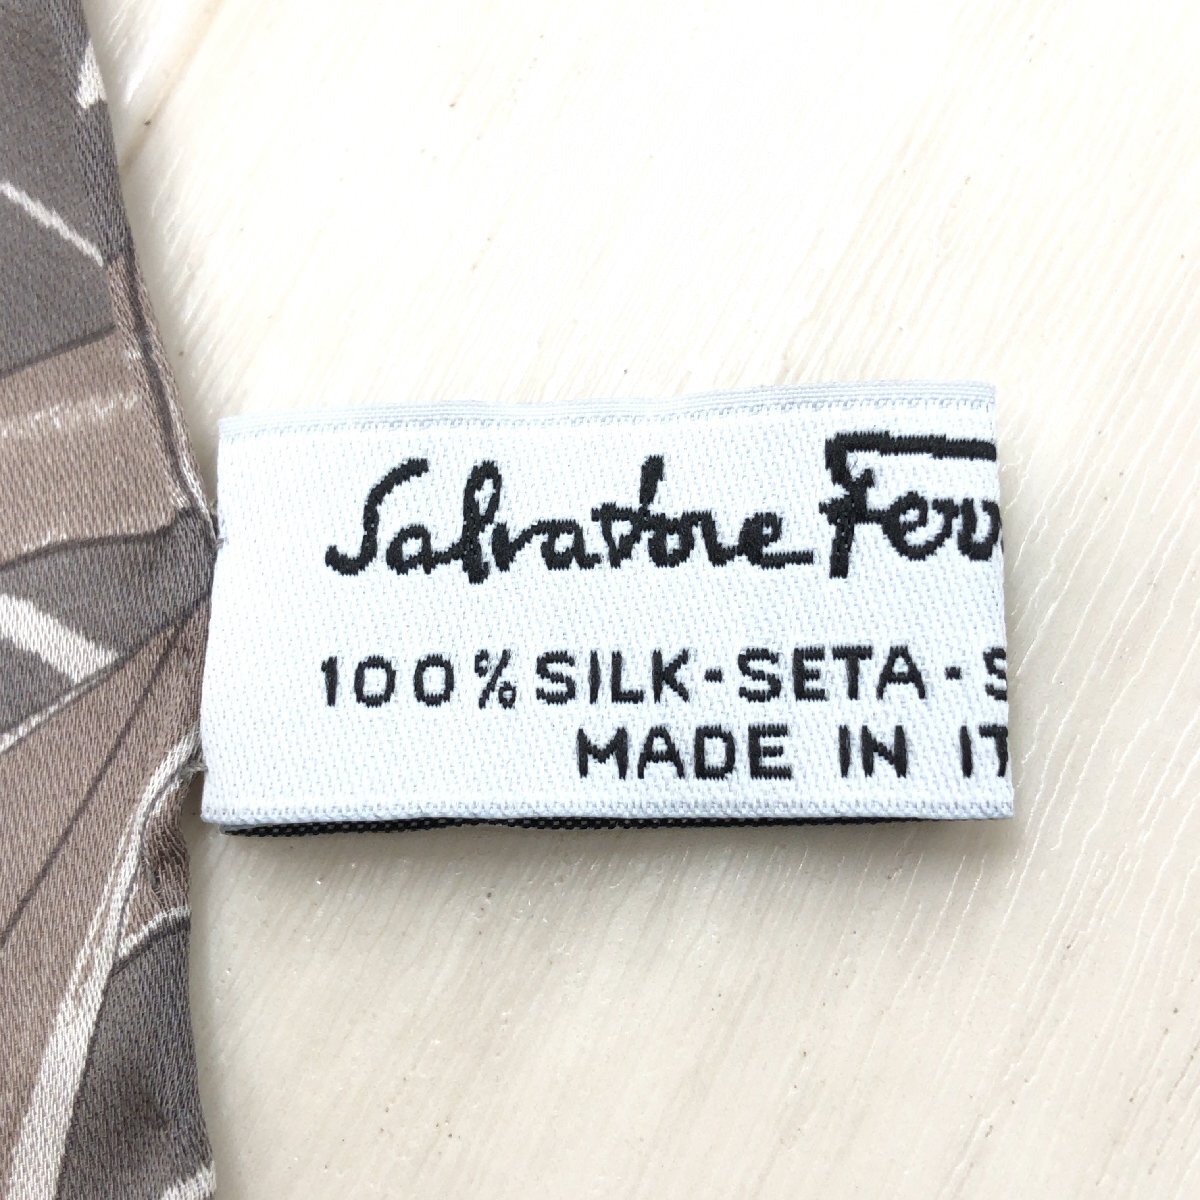 Salvatore Ferr
100% SILK-SETA-S
MADE IN IT